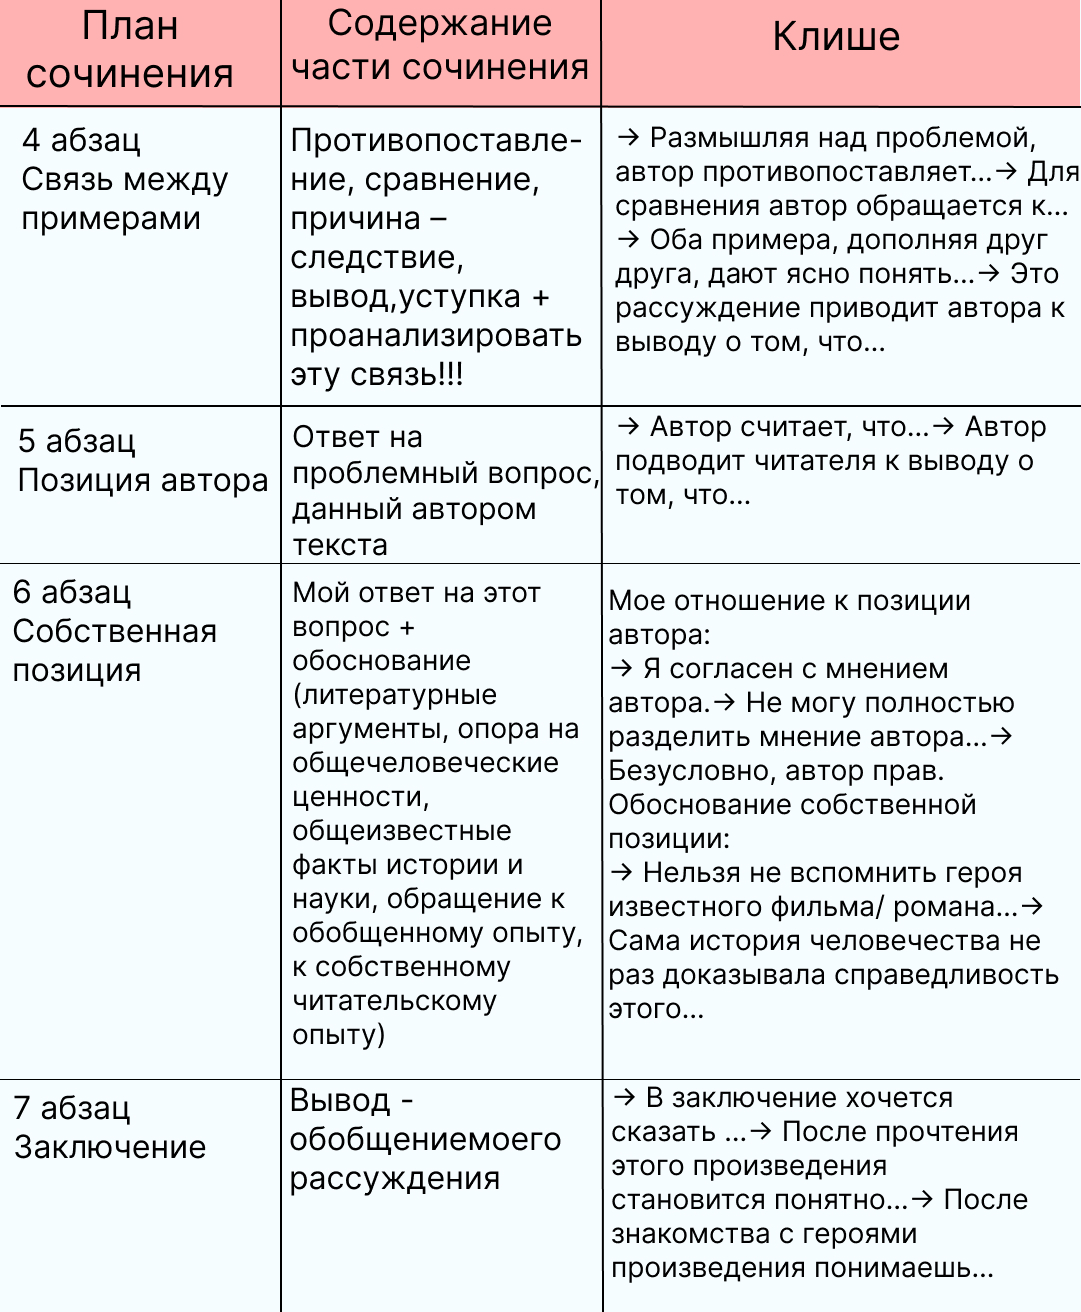 План
сочинения
Содержание
части сочинения
Клише
4 абзац
Связь между
примерами
Противопоставле-
ние, сравнение,
причина –
следствие,
вывод,уступка +
проанализировать
эту связь!!!
→ Размышляя над проблемой,
автор противопоставляет...→ Для
сравнения автор обращается к...
→ Оба примера, дополняя друг
друга, дают ясно понять...→ Это
рассуждение приводит автора к
выводу о том, что...
5 абзац
Позиция автора
Ответ на
проблемный вопрос,
данный автором
текста
→ Автор считает, что...→ Автор
подводит читателя к выводу о
том, что...
6 абзац
Собственная
позиция
Мой ответ на этот
вопрос +
обоснование
(литературные
аргументы, опора на
общечеловеческие
ценности,
общеизвестные
факты истории и
науки, обращение к
обобщенному опыту,
к собственному
читательскому
опыту)
Мое отношение к позиции
автора:
→ Я согласен с мнением
автора.→ Не могу полностью
разделить мнение автора...→
Безусловно, автор прав.
Обоснование собственной
позиции:
→ Нельзя не вспомнить героя
известного фильма/ романа...→
Сама история человечества не
раз доказывала справедливость
этого...
7 абзац
Заключение
Вывод -
обобщениемоего
рассуждения
→ В заключение хочется
сказать ...→ После прочтения
этого произведения
становится понятно...→ После
знакомства с героями
произведения понимаешь...